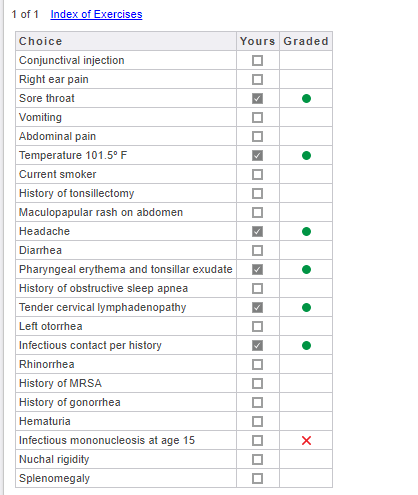 1 of 1 Index of Exercises
Choice Yours Graded
Conjunctival injection
Right ear pain
Sore throat
Vomiting
Abdominal pain
Temperature 101.5º F
Current smoker
History of tonsillectomy
Maculopapular rash on abdomen
Headache
Diarrhea
Pharyngeal erythema and tonsillar exudate
History of obstructive sleep apnea
Tender cervical lymphadenopathy
Left otorrhea
Infectious contact per history
Rhinorrhea
History of MRSA
History of gonorrhea
Hematuria
Infectious mononucleosis at age 15
Nuchal rigidity
Splenomegaly